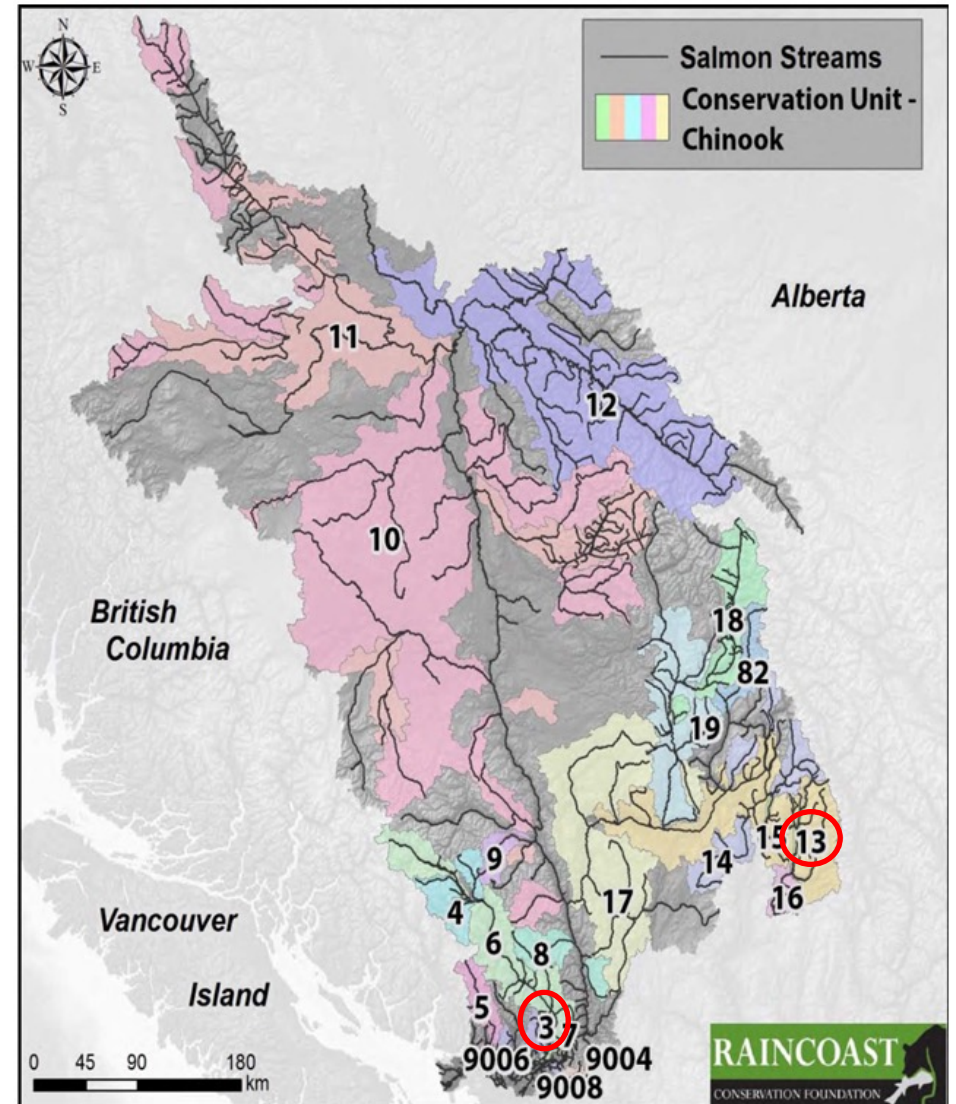 N
W E
S
Salmon Streams
Conservation Unit -
Chinook
Alberta
11
12
10
British
Columbia
18
82
19
9
15 13
14
16
4
17
Vancouver
6
8
Island
5
3 7
9006 9004
9008
0 45 90 180
km
RAINCOAST
CONSERVATION FOUNDATION